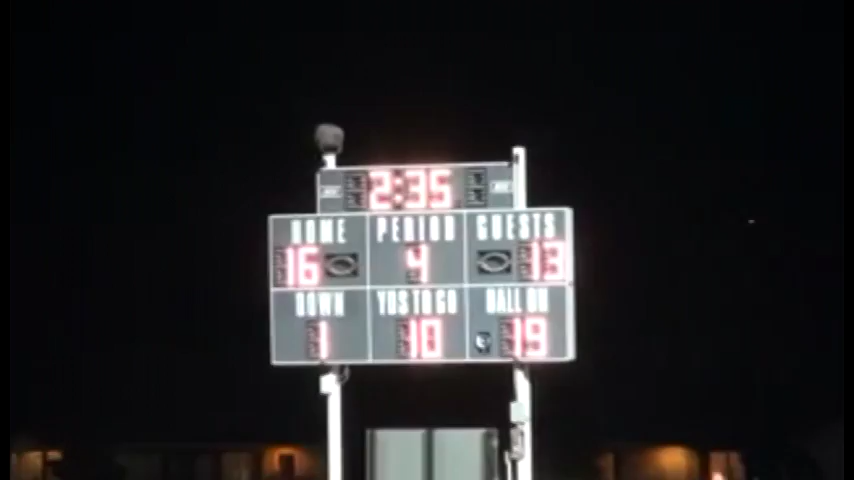 2:35
HOME PERIOD GUESTS
16 4 13
DOWN YDS TO GO BALL ON
1 10 19